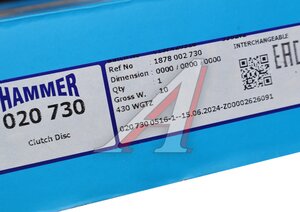 HAMMER
020 730
Clutch Disc
Ref No : 1878 002 730
Dimension : 0000 / 0000 / 0000
Qty : 1
Gross W. : 10
430 WGTZ
020 730 0516-1--15.06.2024-Z00002626091
INTERCHANGEABLE
EAC